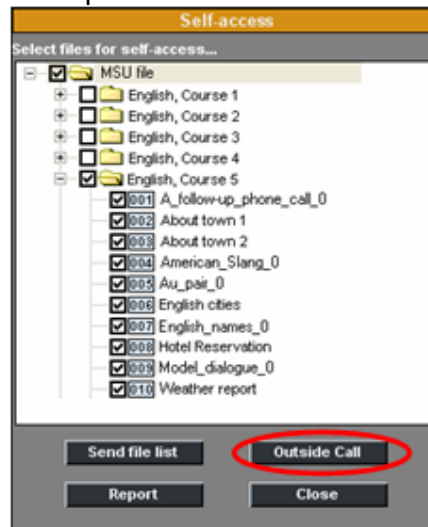 Self-access
Select files for self-access...
MSU file
English, Course 1
English, Course 2
English, Course 3
English, Course 4
English, Course 5
001 A_follow-up_phone_call_0
002 About town 1
003 About town 2
004 American_Slang_0
005 Au_pair_0
006 English cities
007 English_names_0
008 Hotel Reservation
009 Model_dialogue_0
010 Weather report
Send file list Outside Call
Report Close